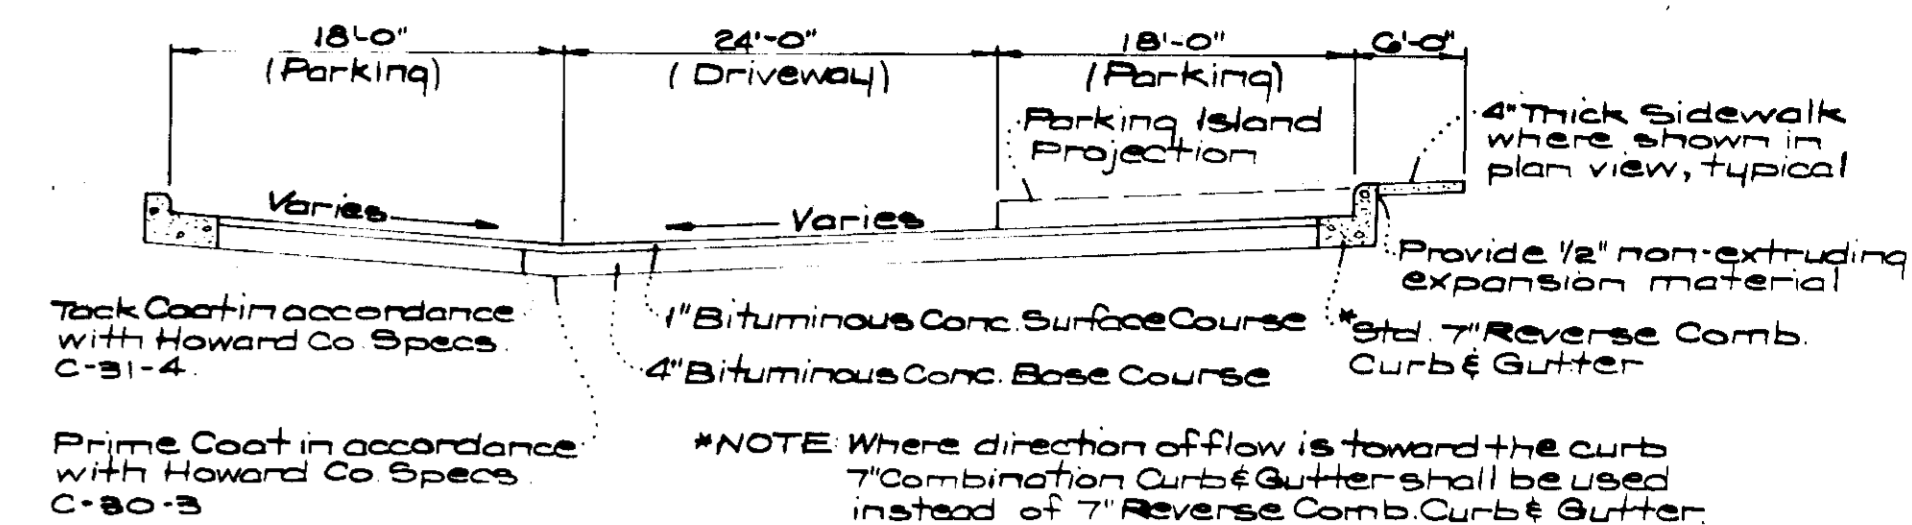 18'-0" 24'-0" 18'-0" 6'-0"
(Parking) (Driveway) (Parking)
Parking Island
Projection
4" Thick Sidewalk
where shown in
plan view, typical
Varies Varies
Provide 1/2" non-extruding
expansion material
Tack Coat in accordance
with Howard Co. Specs.
C-31-4.
1" Bituminous Conc. Surface Course
*Std. 7" Reverse Comb.
Curb & Gutter
4" Bituminous Conc. Base Course
Prime Coat in accordance
with Howard Co. Specs.
C-30-3
*NOTE: Where direction of flow is toward the curb
7" Combination Curb & Gutter shall be used
instead of 7" Reverse Comb. Curb & Gutter.